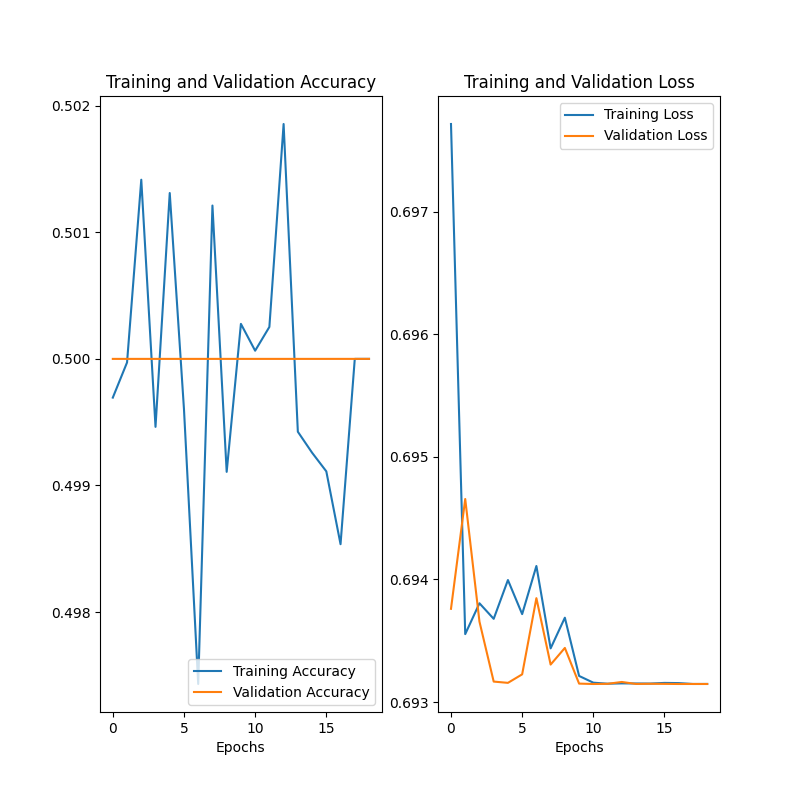 Training and Validation Accuracy
0.502
0.501
0.500
0.499
0.498
Training Accuracy
Validation Accuracy
0 5 10 15
Epochs
Training and Validation Loss
Training Loss
Validation Loss
0.697
0.696
0.695
0.694
0.693
0 5 10 15
Epochs